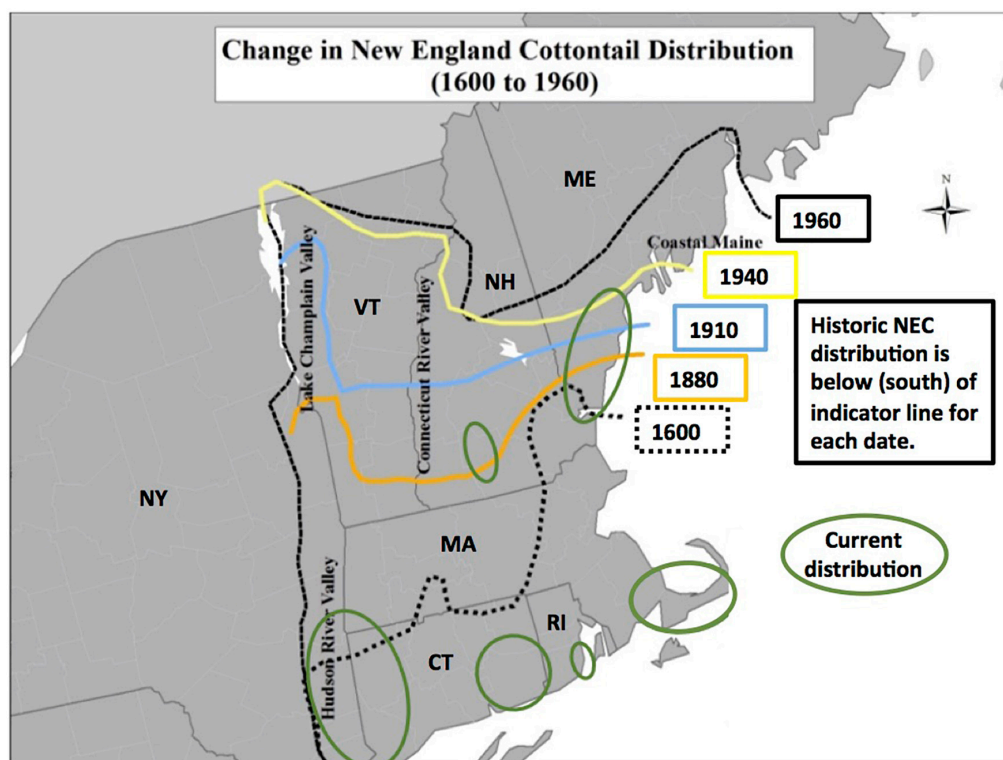 Change in New England Cottontail Distribution
(1600 to 1960)
N
ME
1960
Coastal Maine
1940
NH
VT
Lake Champlain Valley
Connecticut River Valley
1910
1880
1600
Historic NEC
distribution is
below (south) of
indicator line for
each date.
NY
MA
Current
distribution
Hudson River Valley
RI
CT